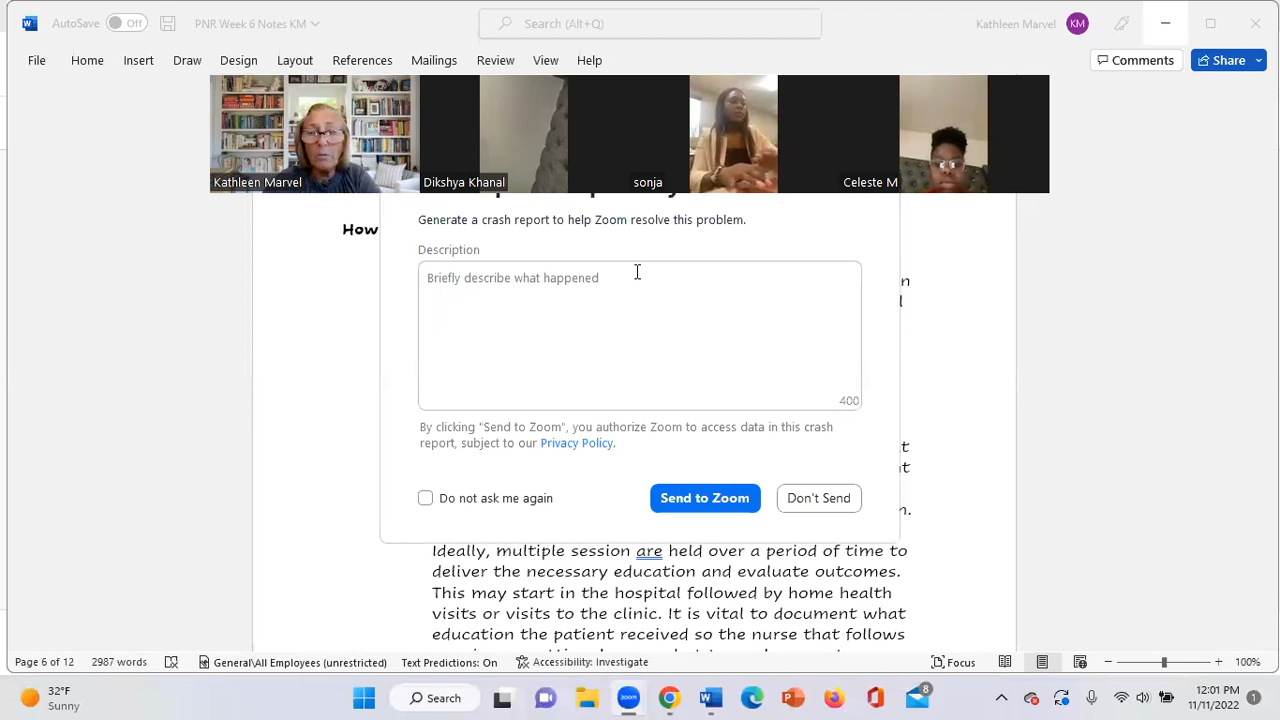 AutoSave Off PNR Week 6 Notes KM Search (Alt+Q) Kathleen Marvel KM
File Home Insert Draw Design Layout References Mailings Review View Help Comments Share
Kathleen Marvel Dikshya Khanal sonja Celeste M
Generate a crash report to help Zoom resolve this problem.
How
Description
Briefly describe what happened
400
By clicking "Send to Zoom", you authorize Zoom to access data in this crash
report, subject to our Privacy Policy.
Do not ask me again Send to Zoom Don't Send
Ideally, multiple session are held over a period of time to
deliver the necessary education and evaluate outcomes.
This may start in the hospital followed by home health
visits or visits to the clinic. It is vital to document what
education the patient received so the nurse that follows
Page 6 of 12 2987 words General\All Employees (unrestricted) Text Predictions: On Accessibility: Investigate Focus 100%
32°F
Sunny
Search
zoom
8
12:01 PM
11/11/2022
1